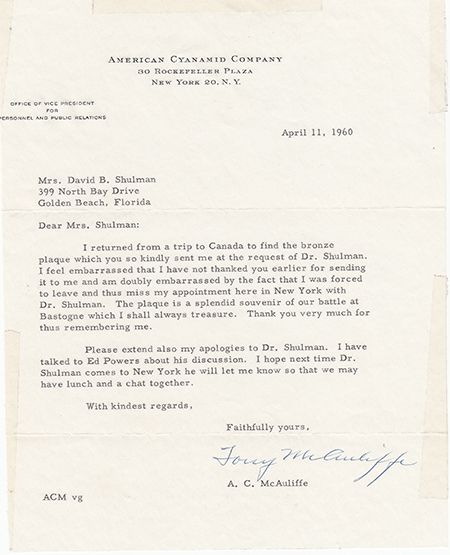 AMERICAN CYANAMID COMPANY
30 ROCKEFELLER PLAZA
NEW YORK 20, N.Y.
OFFICE OF VICE PRESIDENT
FOR
PERSONNEL AND PUBLIC RELATIONS
April 11, 1960
Mrs. David B. Shulman
399 North Bay Drive
Golden Beach, Florida
Dear Mrs. Shulman:
I returned from a trip to Canada to find the bronze
plaque which you so kindly sent me at the request of Dr. Shulman.
I feel embarrassed that I have not thanked you earlier for sending
it to me and am doubly embarrassed by the fact that I was forced
to leave and thus miss my appointment here in New York with
Dr. Shulman. The plaque is a splendid souvenir of our battle at
Bastogne which I shall always treasure. Thank you very much for
thus remembering me.
Please extend also my apologies to Dr. Shulman. I have
talked to Ed Powers about his discussion. I hope next time Dr.
Shulman comes to New York he will let me know so that we may
have lunch and a chat together.
With kindest regards,
Faithfully yours,
Tony McAuliffe
A. C. McAuliffe
ACM vg